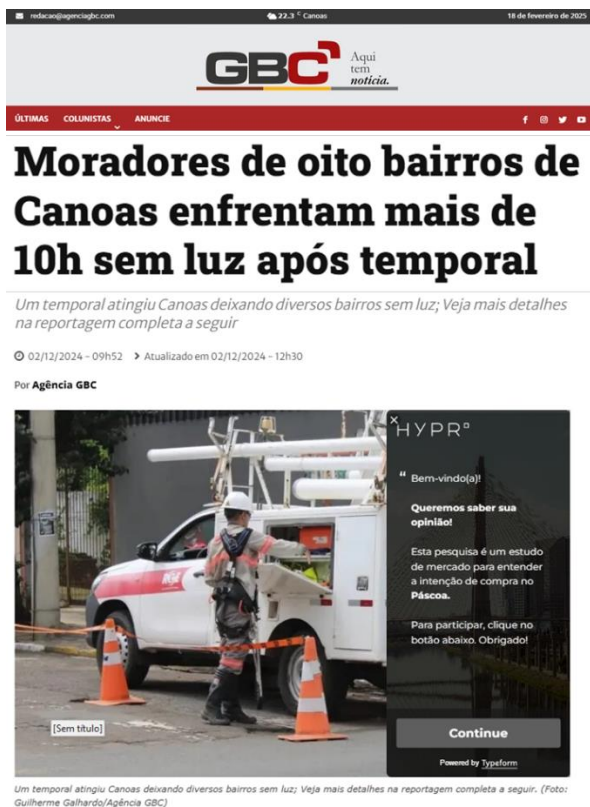 redacao@agenciagbc.com 22.3 C Canoas 18 de fevereiro de 2025
GBC Aqui
tem
notícia.
ÚLTIMAS COLUNISTAS ANUNCIE
Moradores de oito bairros de
Canoas enfrentam mais de
10h sem luz após temporal
Um temporal atingiu Canoas deixando diversos bairros sem luz; Veja mais detalhes
na reportagem completa a seguir
02/12/2024 - 09h52 Atualizado em 02/12/2024 - 12h30
Por Agência GBC
RGE
[Sem título]
HYPR
“ Bem-vindo(a)!
Queremos saber sua
opinião!
Esta pesquisa é um estudo
de mercado para entender
a intenção de compra no
Páscoa.
Para participar, clique no
botão abaixo. Obrigado!
Continue
Powered by Typeform
Um temporal atingiu Canoas deixando diversos bairros sem luz; Veja mais detalhes na reportagem completa a seguir. (Foto:
Guilherme Galhardo/Agência GBC)